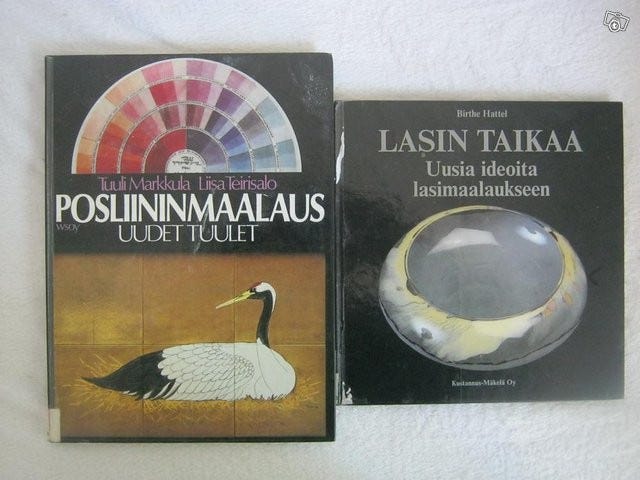 Tuuli Markkula Liisa Teirisalo
POSLIININMAALAUS
WSOY
UUDET TUULET
Birthe Hattel
LASIN TAIKAA
Uusia ideoita
lasimaalaukseen
Kustannus-Mäkelä Oy